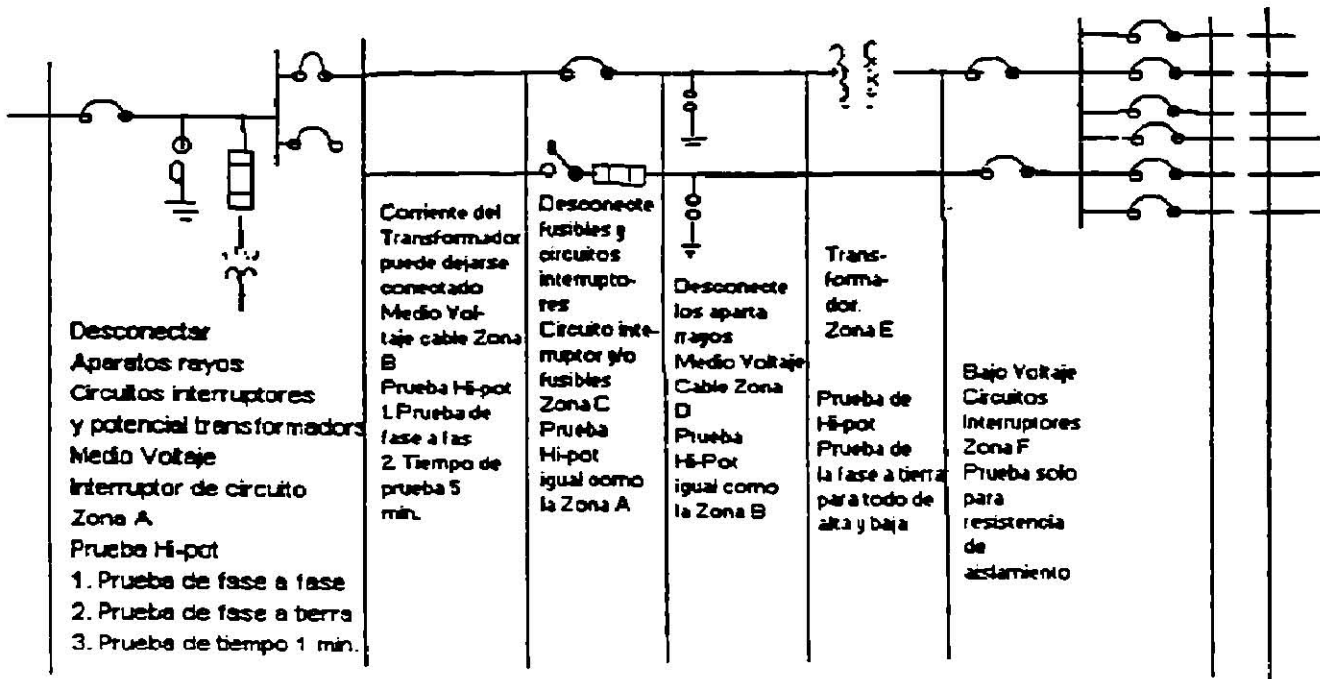 Desconectar
Aparatos rayos
Circuitos interruptores
y potencial transformadors
Medio Voltaje
Interruptor de circuito
Zona A
Prueba Hi-pot
1. Prueba de fase a fase
2. Prueba de fase a tierra
3. Prueba de tiempo 1 min.
Corriente del
Transformador
puede dejarse
conectado
Medio Vol-
taje cable Zona
B
Prueba Hi-pot
1. Prueba de
fase a fas
2. Tiempo de
prueba 5
min.
Desconecte
fusibles y
circuitos
interrupto-
res
Circuito inte-
rruptor y/o
fusibles
Zona C
Prueba
Hi-pot
igual como
la Zona A
Desconecte
los aparta
rrayos
Medio Voltaje
Cable Zona
D
Prueba
Hi-Pot
igual como
la Zona B
Trans-
forma-
dor.
Zona E
Prueba de
Hi-pot
Prueba de
la fase a tierra
para todo de
alta y baja
Bajo Voltaje
Circuitos
Interruptores
Zona F
Prueba solo
para
resistencia
de
aislamiento